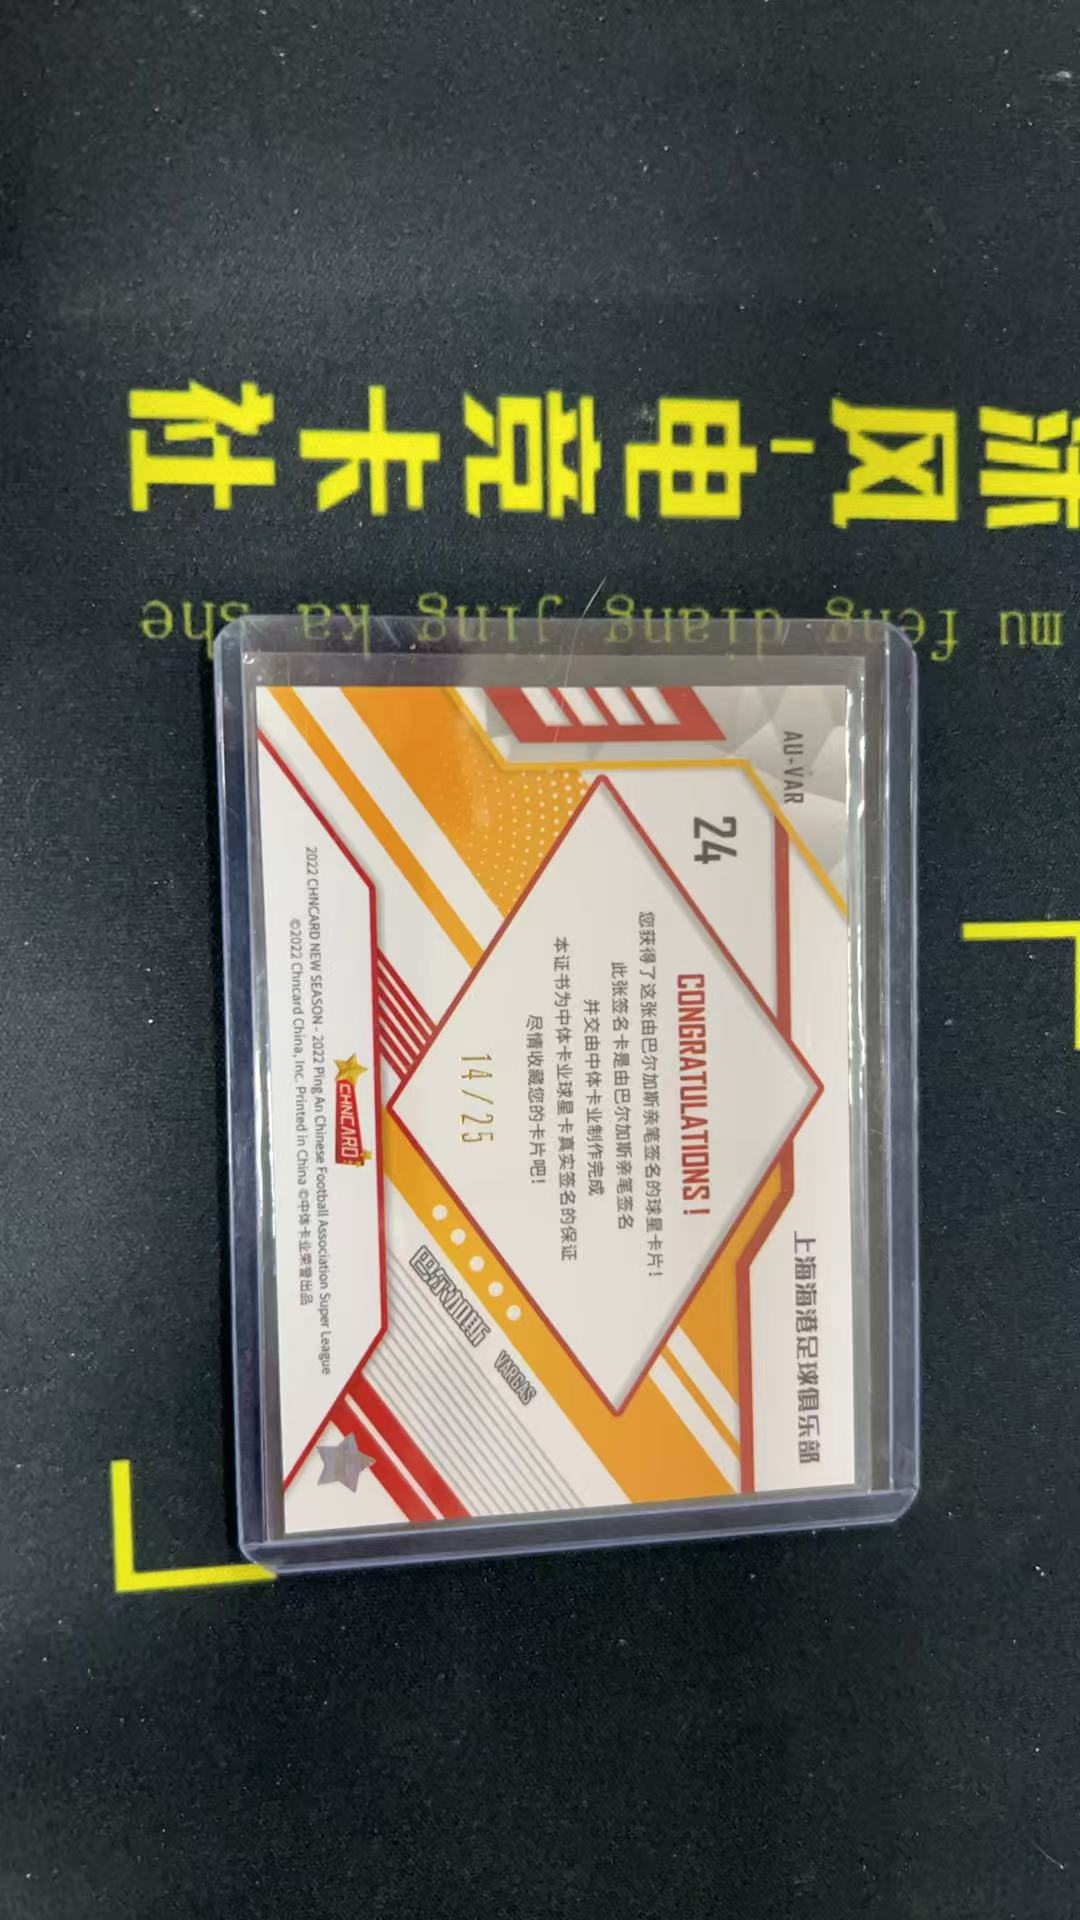 沐风电竞卡社
mu feng diang jing ka she
AU-VAR
上海海港足球俱乐部
24
CONGRATULATIONS!
您获得了这张由巴尔加斯亲笔签名的球星卡片!
此张签名卡是由巴尔加斯亲笔签名
并交由中体卡业制作完成
本证书为中体卡业球星卡真实签名的保证
尽情收藏您的卡片吧!
14/25
巴尔加斯 VARGAS
CHNCARD
2022 CHNCARD NEW SEASON - 2022 Ping An Chinese Football Association Super League
©2022 Chncard China, Inc. Printed in China ©中体卡业荣誉出品